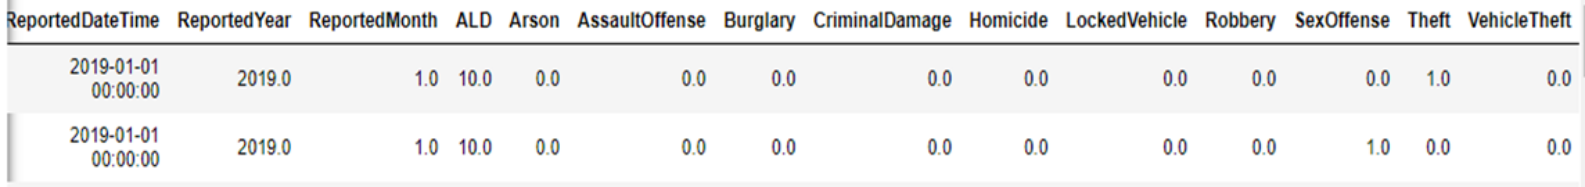 ReportedDateTime ReportedYear ReportedMonth ALD Arson AssaultOffense Burglary CriminalDamage Homicide LockedVehicle Robbery SexOffense Theft VehicleTheft
2019-01-01
00:00:00 2019.0 1.0 10.0 0.0 0.0 0.0 0.0 0.0 0.0 0.0 0.0 1.0 0.0
2019-01-01
00:00:00 2019.0 1.0 10.0 0.0 0.0 0.0 0.0 0.0 0.0 0.0 1.0 0.0 0.0